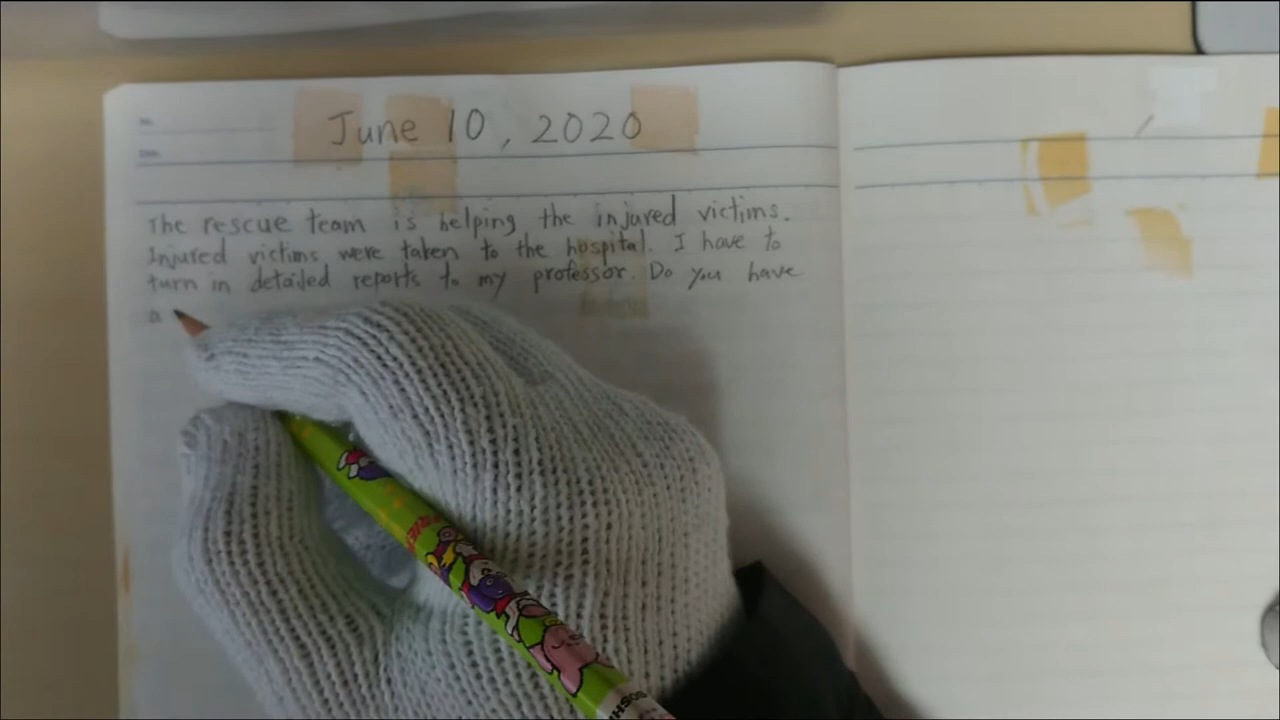 June 10, 2020
The rescue team is helping the injured victims.
Injured victims were taken to the hospital. I have to
turn in detailed reports to my professor. Do you have
a